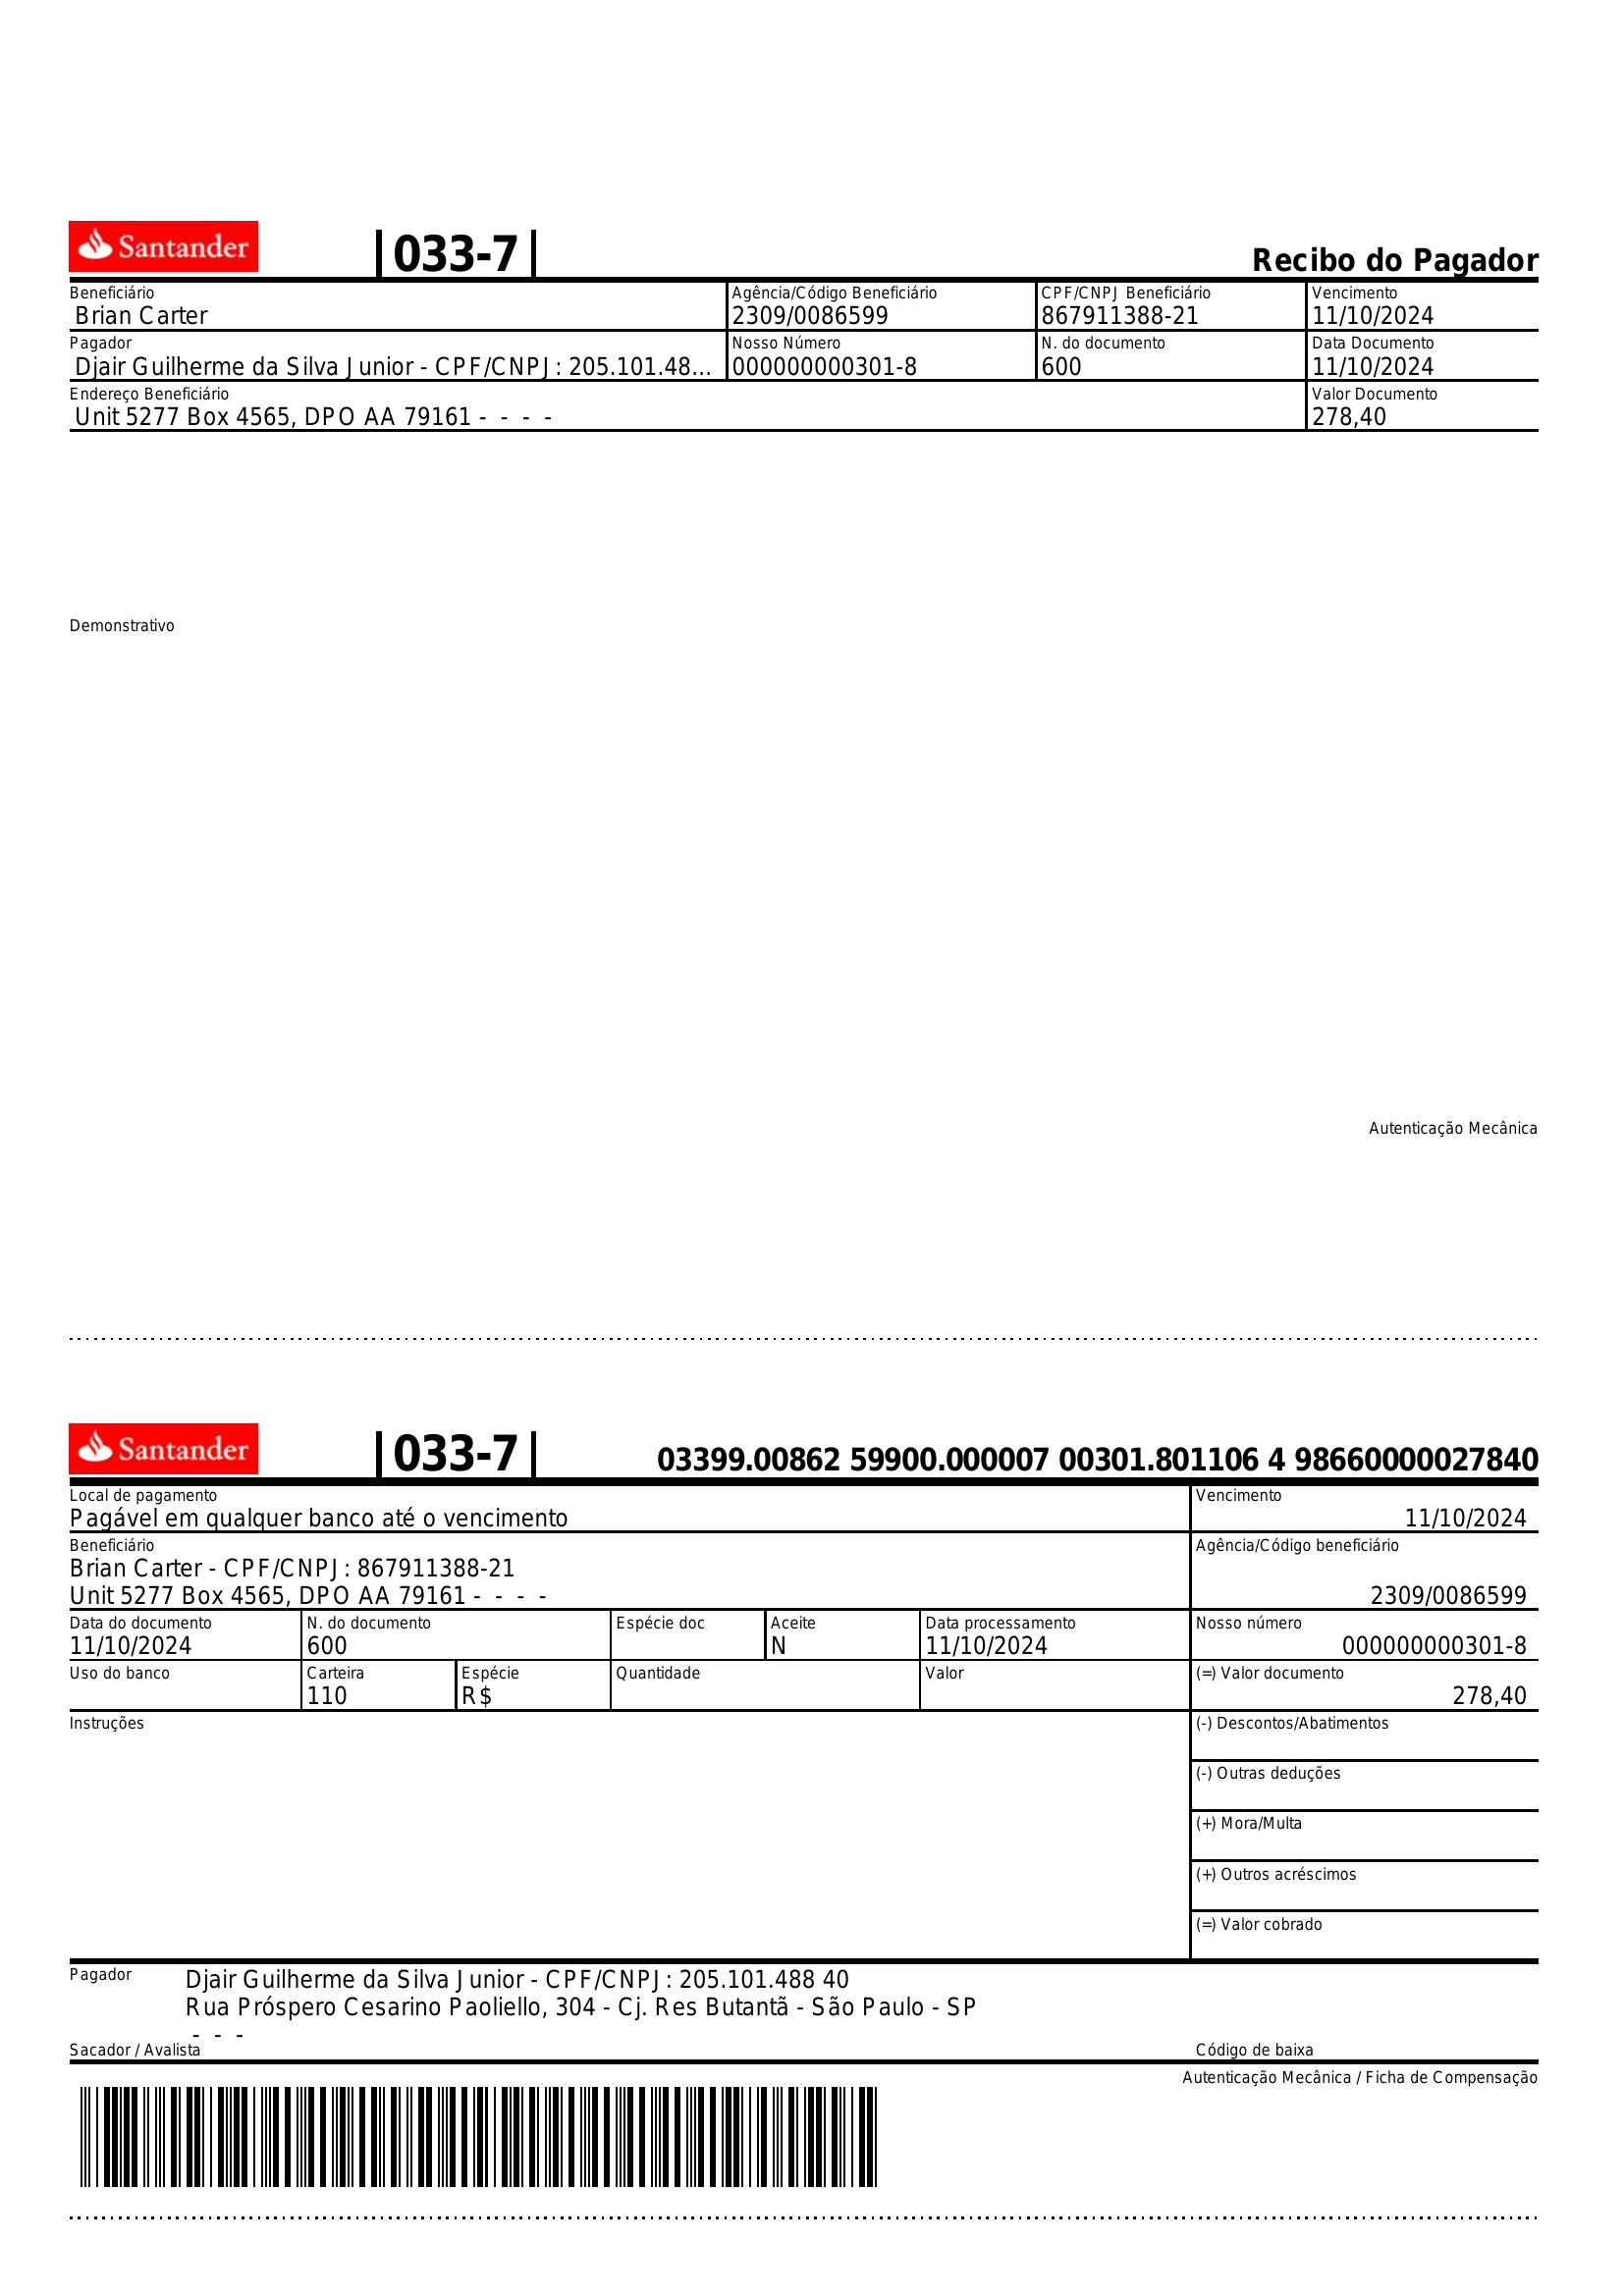 Santander
033-7
Recibo do Pagador
Beneficiário
Agência/Código Beneficiário
CPF/CNPJ Beneficiário
Vencimento
Brian Carter
2309/0086599
867911388-21
11/10/2024
Pagador
Nosso Número
N. do documento
Data Documento
Djair Guilherme da Silva Junior - CPF/CNPJ: 205.101.48...
000000000301-8
600
11/10/2024
Endereço Beneficiário
Valor Documento
Unit 5277 Box 4565, DPO AA 79161 - - - -
278,40
Demonstrativo
Autenticação Mecânica
Santander
033-7
03399.00862 59900.000007 00301.801106 4 98660000027840
Local de pagamento
Vencimento
Pagável em qualquer banco até o vencimento
11/10/2024
Beneficiário
Agência/Código beneficiário
Brian Carter - CPF/CNPJ: 867911388-21
Unit 5277 Box 4565, DPO AA 79161 - - - -
2309/0086599
Data do documento
N. do documento
Espécie doc
Aceite
Data processamento
Nosso número
11/10/2024
600
N
11/10/2024
000000000301-8
Uso do banco
Carteira
Espécie
Quantidade
Valor
(=) Valor documento
110
R$
278,40
Instruções
(-) Descontos/Abatimentos
(-) Outras deduções
(+) Mora/Multa
(+) Outros acréscimos
(=) Valor cobrado
Pagador
Djair Guilherme da Silva Junior - CPF/CNPJ: 205.101.488 40
Rua Próspero Cesarino Paoliello, 304 - Cj. Res Butantã - São Paulo - SP
- - -
Sacador / Avalista
Código de baixa
Autenticação Mecânica / Ficha de Compensação